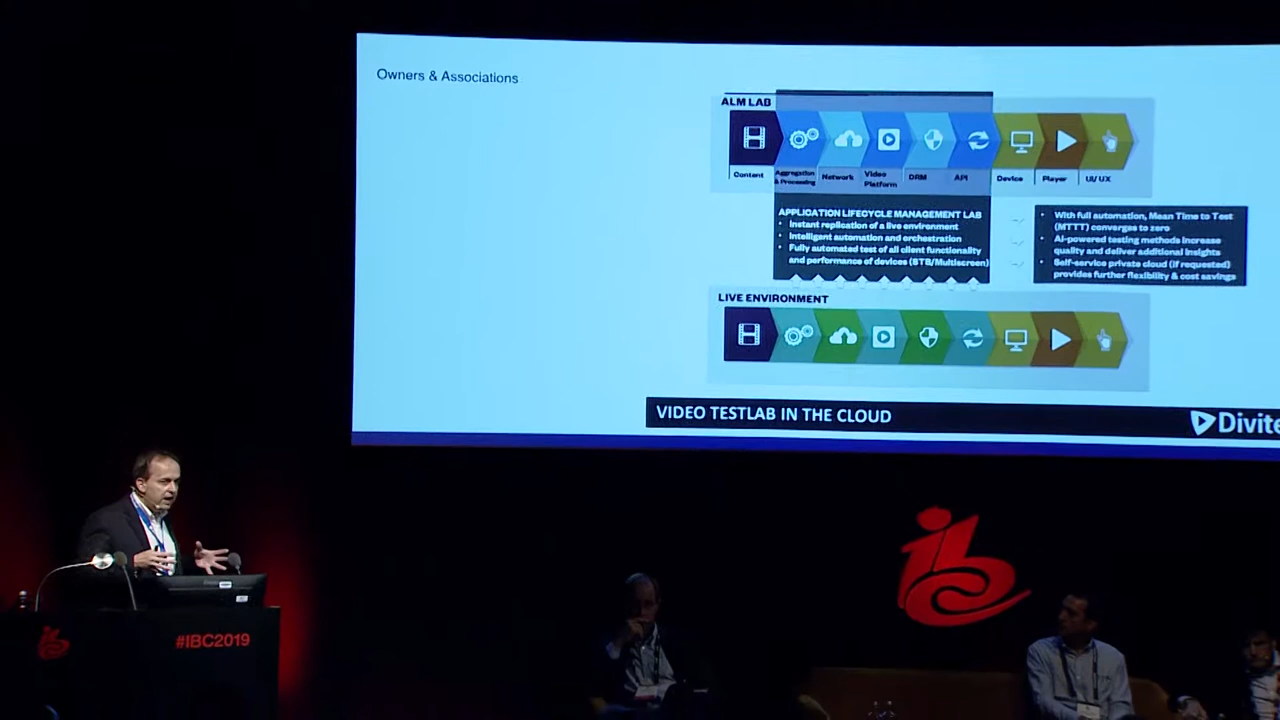 Owners & Associations
ALM LAB
Content
Aggregation
& Processing
Network
Video
Platform
DRM
API
Device
Player
UI/ UX
APPLICATION LIFECYCLE MANAGEMENT LAB
• Instant replication of a live environment
• Intelligent automation and orchestration
• Fully automated test of all client functionality
and performance of devices (STB/Multiscreen)
• With full automation, Mean Time to Test
(MTTT) converges to zero
• AI-powered testing methods increase
quality and deliver additional insights
• Self-service private cloud (if requested)
provides further flexibility & cost savings
LIVE ENVIRONMENT
VIDEO TESTLAB IN THE CLOUD
Divite
ibc
#IBC2019